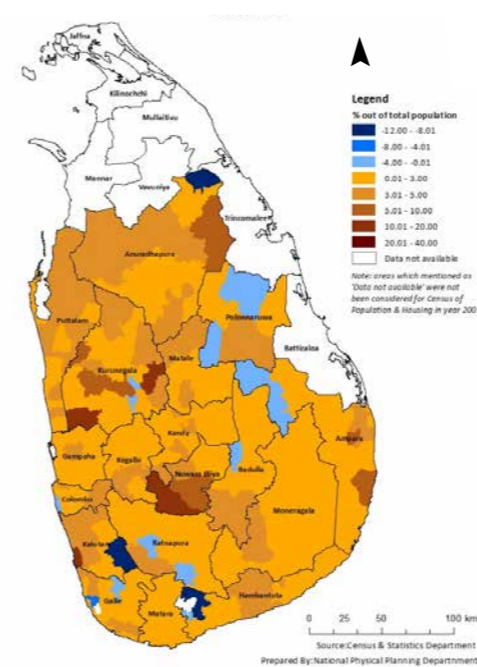 Jaffna
Kilinochchi
Mullaitivu
Mannar
Vavuniya
Trincomalee
Anuradhapura
Puttalam
Polonnaruwa
Batticaloa
Matale
Kurunegala
Ampara
Kandy
Gampaha
Kegalle
Nuwara Eliya
Badulla
Colombo
Moneragala
Kalutara
Ratnapura
Galle
Matara
Hambantota
Legend
% out of total population
-12.00 - -8.01
-8.00 - -4.01
-4.00 - -0.01
0.01 - 3.00
3.01 - 5.00
5.01 - 10.00
10.01 - 20.00
20.01 - 40.00
Data not available
Note: areas which mentioned as
'Data not available' were not
been considered for Census of
Population & Housing in year 200
0 25 50 100 km
Source:Census & Statistics Department
Prepared By:National Physical Planning Department